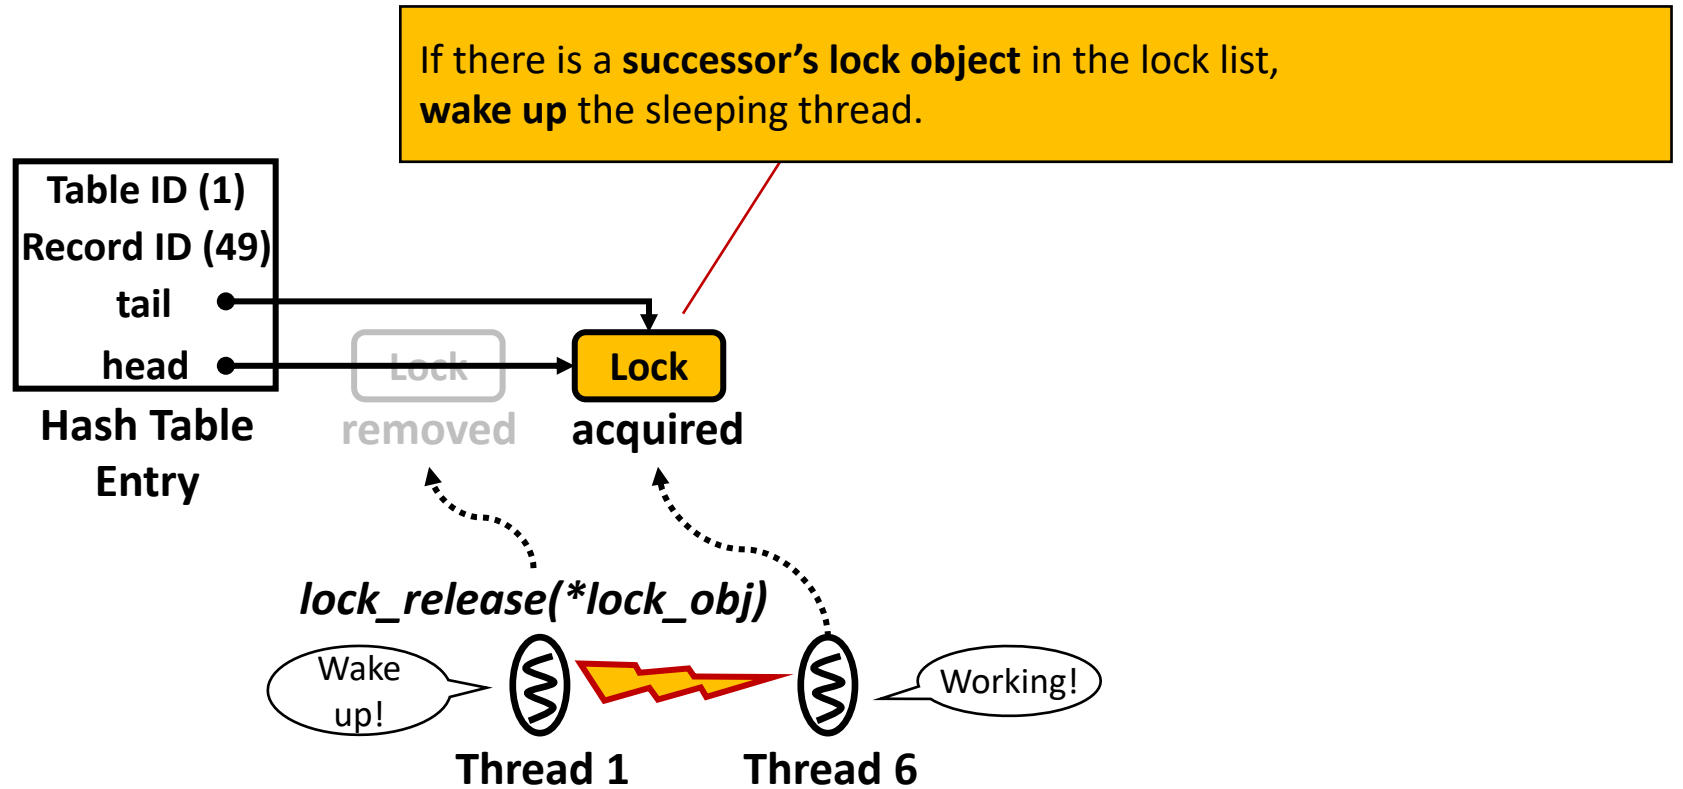 If there is a successor’s lock object in the lock list,
wake up the sleeping thread.
Table ID (1)
Record ID (49)
tail
head
Lock
Lock
Hash Table
Entry
removed
acquired
lock_release(*lock_obj)
Wake
up!
Working!
Thread 1
Thread 6